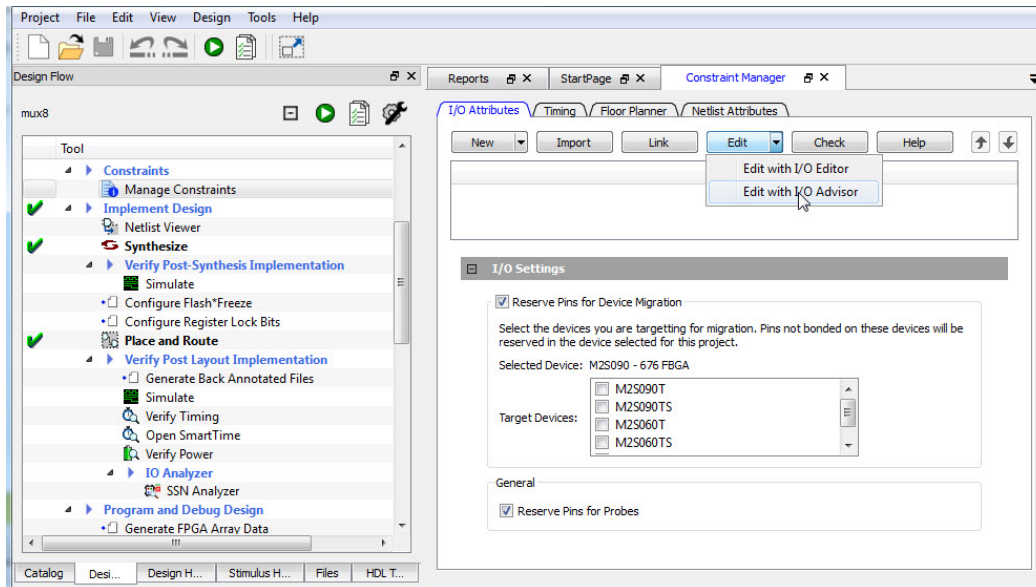 Project File Edit View Design Tools Help
Design Flow
mux8
Tool
Constraints
Manage Constraints
Implement Design
Netlist Viewer
Synthesize
Verify Post-Synthesis Implementation
Simulate
Configure Flash*Freeze
Configure Register Lock Bits
Place and Route
Verify Post Layout Implementation
Generate Back Annotated Files
Simulate
Verify Timing
Open SmartTime
Verify Power
IO Analyzer
SSN Analyzer
Program and Debug Design
Generate FPGA Array Data
Catalog Desi... Design H... Stimulus H... Files HDL T...
Reports StartPage Constraint Manager
I/O Attributes Timing Floor Planner Netlist Attributes
New Import Link Edit Check Help
Edit with I/O Editor
Edit with I/O Advisor
I/O Settings
Reserve Pins for Device Migration
Select the devices you are targetting for migration. Pins not bonded on these devices will be
reserved in the device selected for this project.
Selected Device: M2S090 - 676 FBGA
Target Devices:
M2S090T
M2S090TS
M2S060T
M2S060TS
General
Reserve Pins for Probes